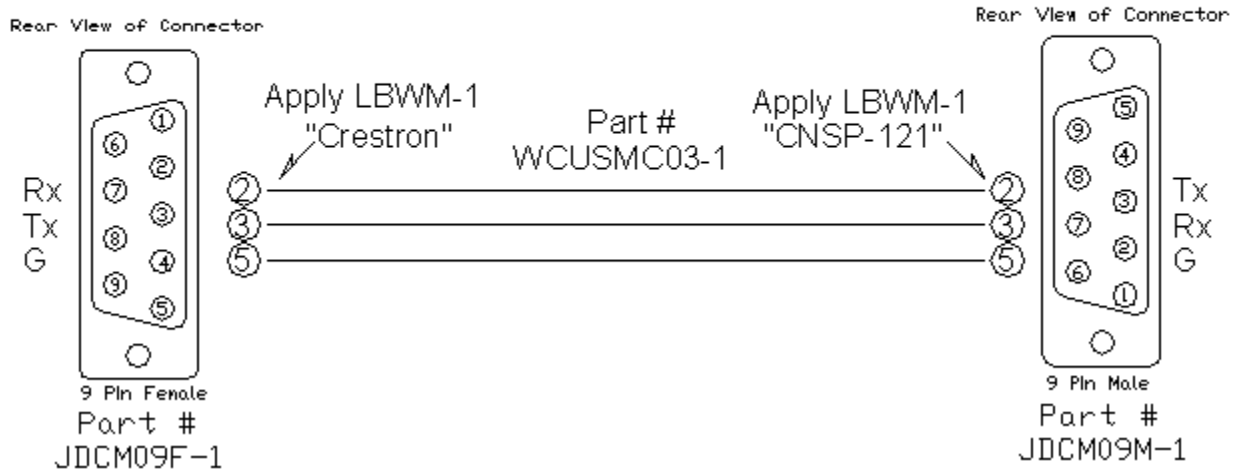 Rear View of Connector
Rear View of Connector
Apply LBWM-1
"Crestron"
Part #
WCUSMC03-1
Apply LBWM-1
"CNSP-121"
1
6
2
7
3
8
4
9
5
Rx
Tx
G
2
3
5
2
3
5
5
9
4
8
3
7
2
6
1
Tx
Rx
G
9 Pin Female
Part #
JDCM09F-1
9 Pin Male
Part #
JDCM09M-1